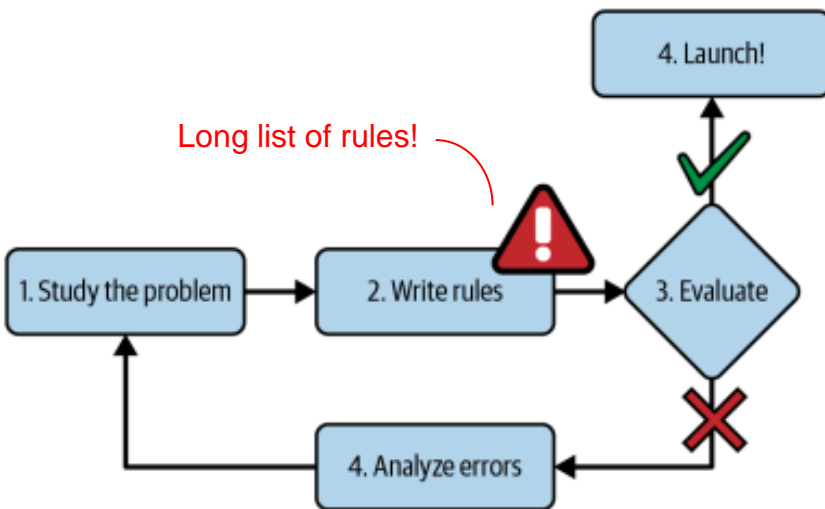 4. Launch!
Long list of rules!
1. Study the problem
2. Write rules
3. Evaluate
4. Analyze errors